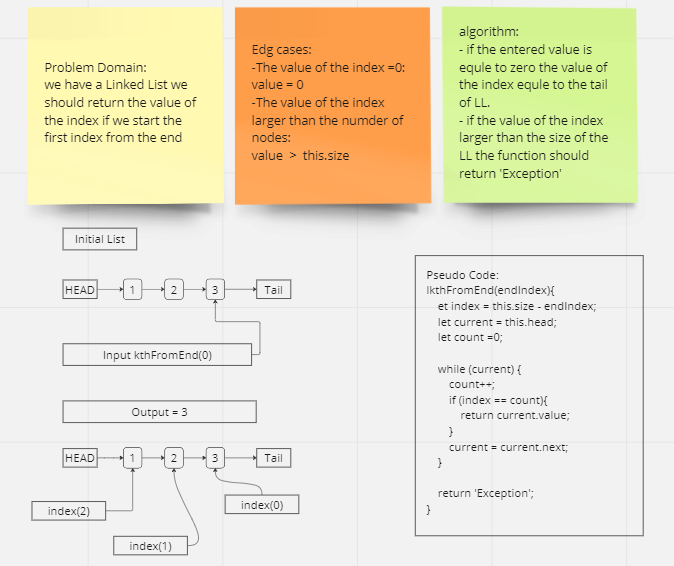 Problem Domain:
we have a Linked List we
should return the value of
the index if we start the
first index from the end
Edg cases:
-The value of the index =0:
value = 0
-The value of the index
larger than the numder of
nodes:
value > this.size
algorithm:
- if the entered value is
equle to zero the value of
the index equle to the tail
of LL.
- if the value of the index
larger than the size of the
LL the function should
return 'Exception'
Initial List
HEAD
1
2
3
Tail
Input kthFromEnd(0)
Output = 3
HEAD
1
2
3
Tail
index(2)
index(1)
index(0)
Pseudo Code:
lkthFromEnd(endIndex){
et index = this.size - endIndex;
let current = this.head;
let count =0;
while (current) {
count++;
if (index == count){
return current.value;
}
current = current.next;
}
return 'Exception';
}